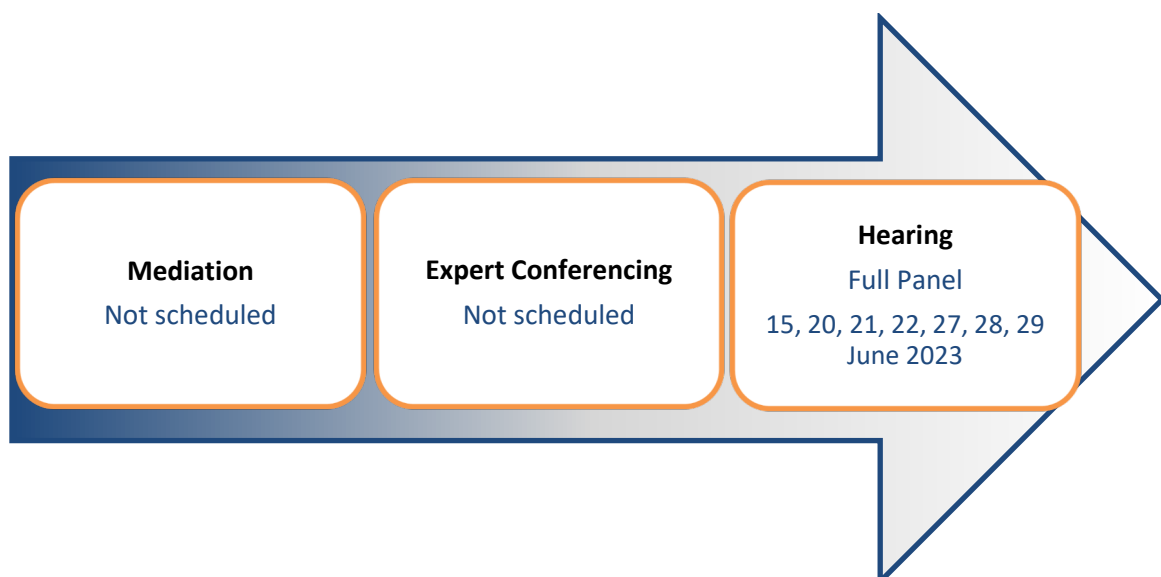 Mediation
Not scheduled
Expert Conferencing
Not scheduled
Hearing
Full Panel
15, 20, 21, 22, 27, 28, 29
June 2023